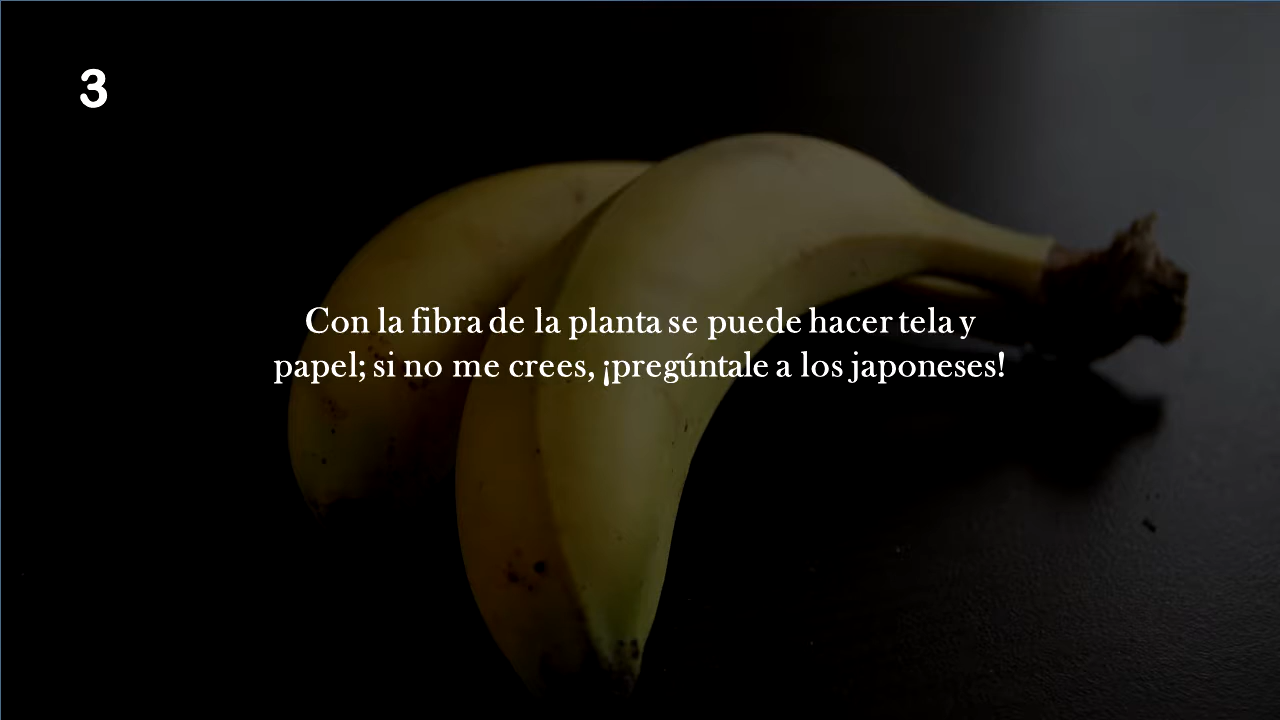 3
Con la fibra de la planta se puede hacer tela y
papel; si no me crees, ¡pregúntale a los japoneses!